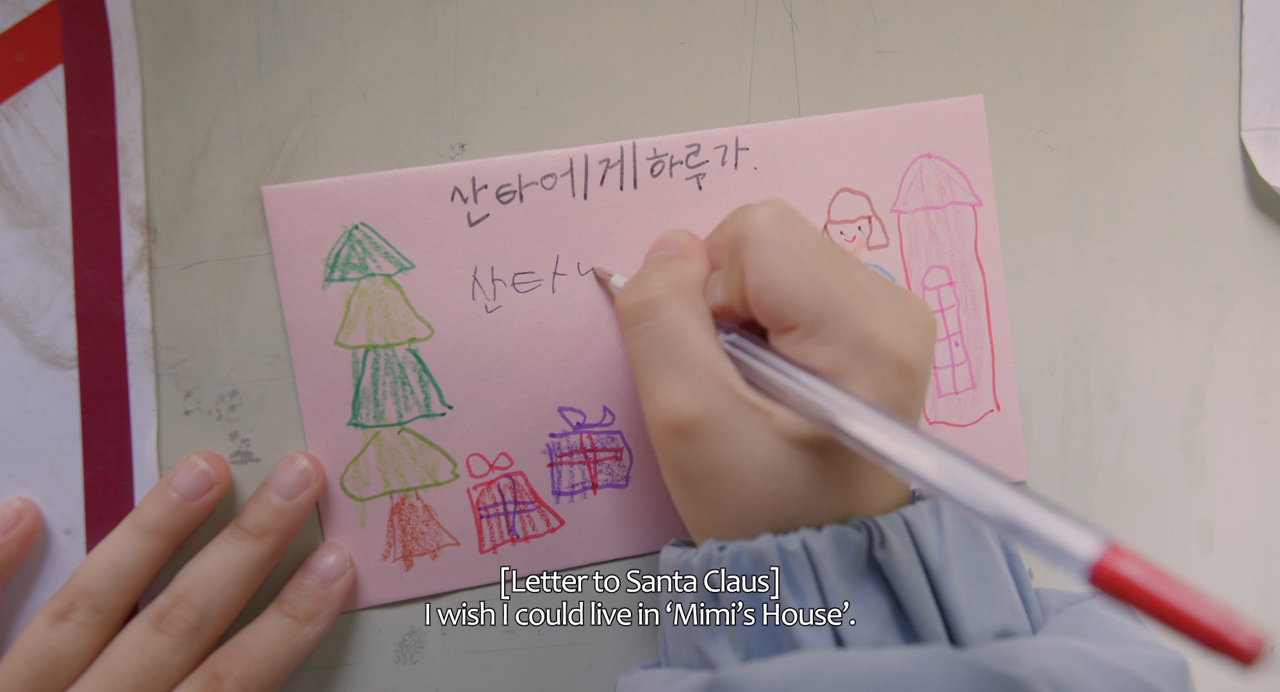 산타에게 하루가.
산타
[Letter to Santa Claus]
I wish I could live in ‘Mimi’s House’.